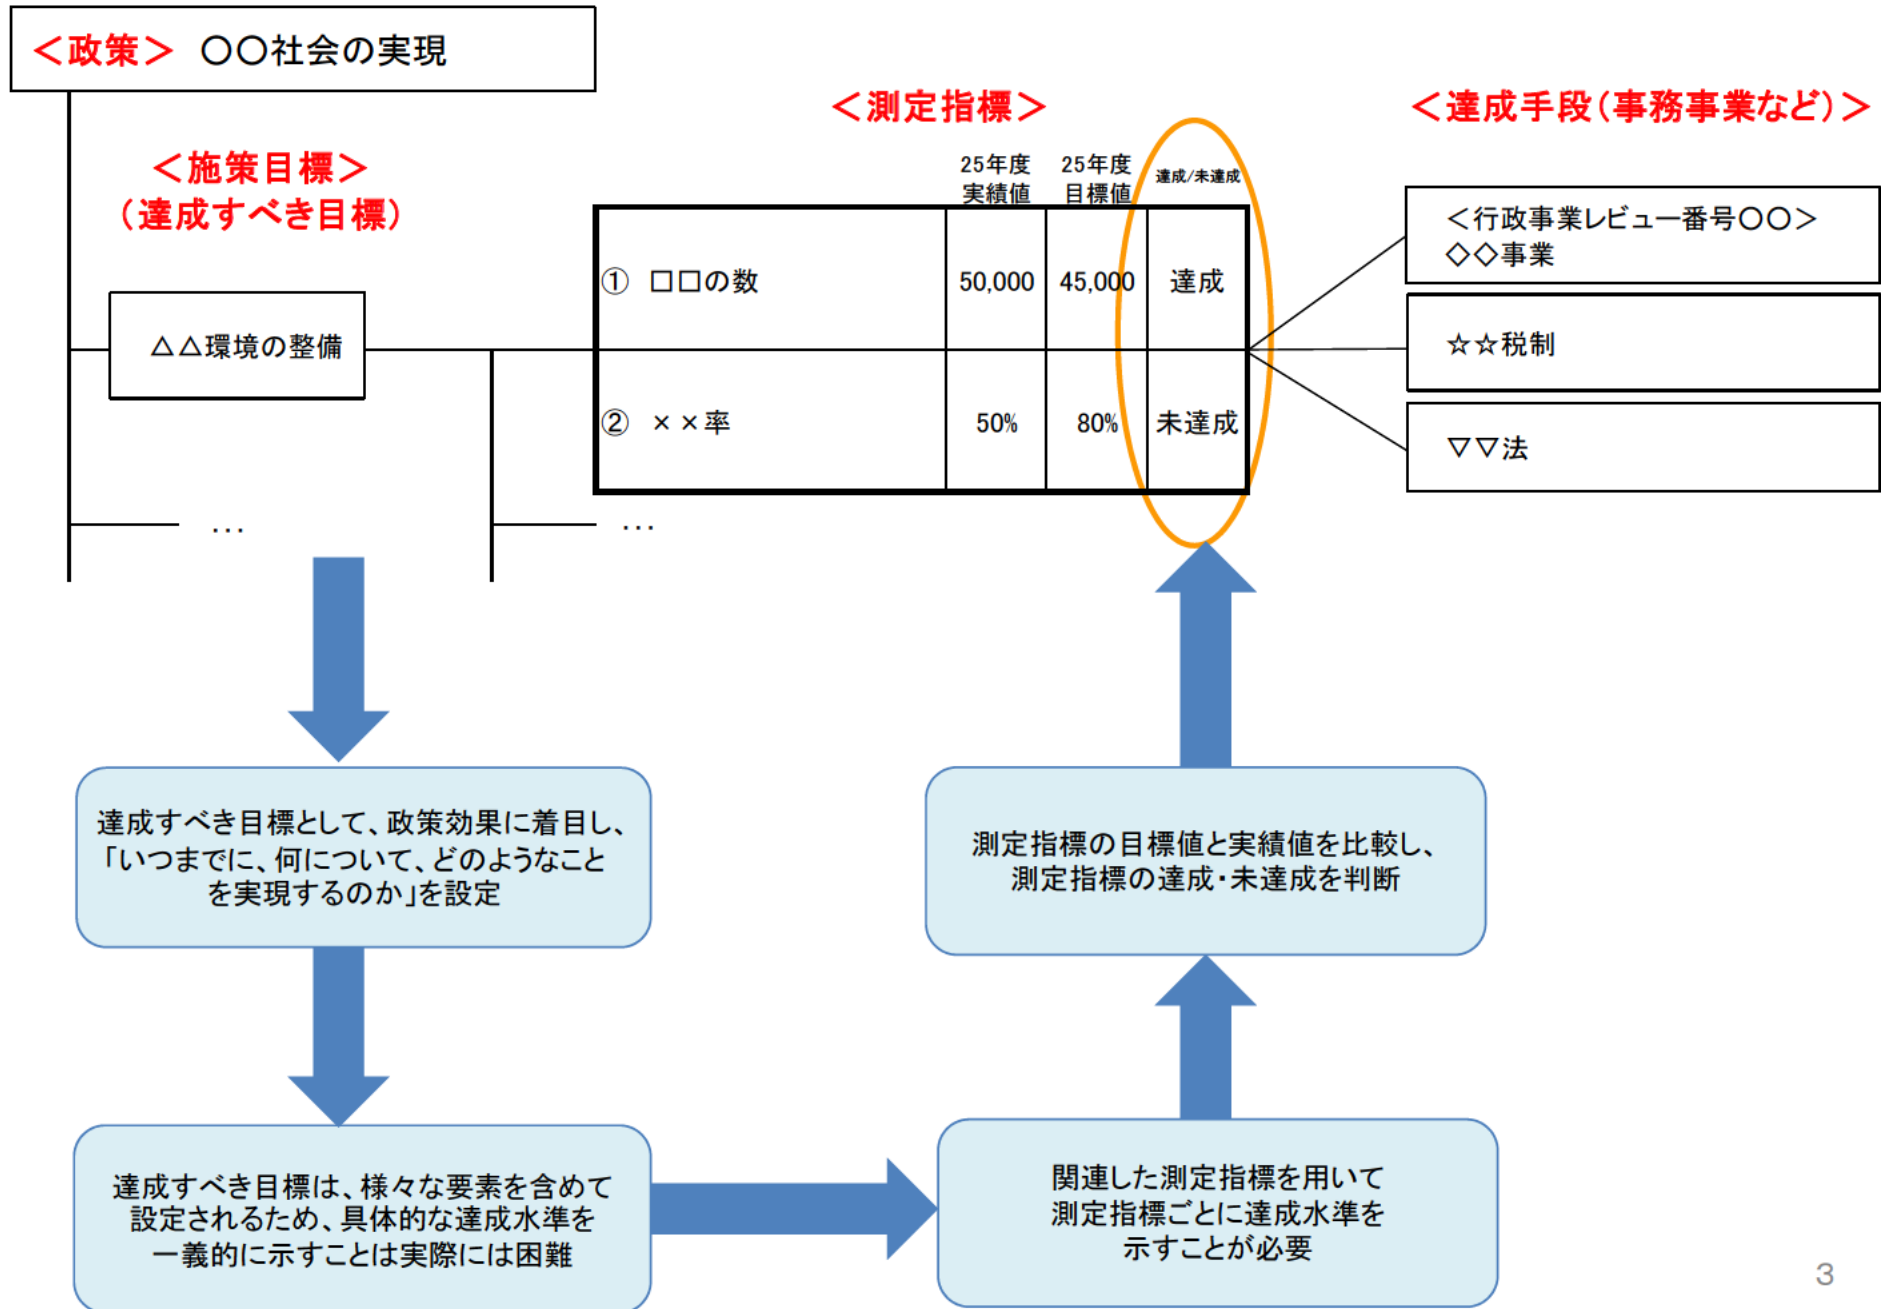 ＜政策＞ 〇〇社会の実現
＜測定指標＞
＜達成手段(事務事業など)＞
＜施策目標＞
(達成すべき目標)
25年度
実績値
25年度
目標値
達成/未達成
① □□の数
50,000
45,000
達成
② ××率
50%
80%
未達成
△△環境の整備
…
…
＜行政事業レビュー番号〇〇＞
◇◇事業
☆☆税制
▽▽法
達成すべき目標として、政策効果に着目し、
「いつまでに、何について、どのようなこと
を実現するのか」を設定
測定指標の目標値と実績値を比較し、
測定指標の達成・未達成を判断
達成すべき目標は、様々な要素を含めて
設定されるため、具体的な達成水準を
一義的に示すことは実際には困難
関連した測定指標を用いて
測定指標ごとに達成水準を
示すことが必要
3